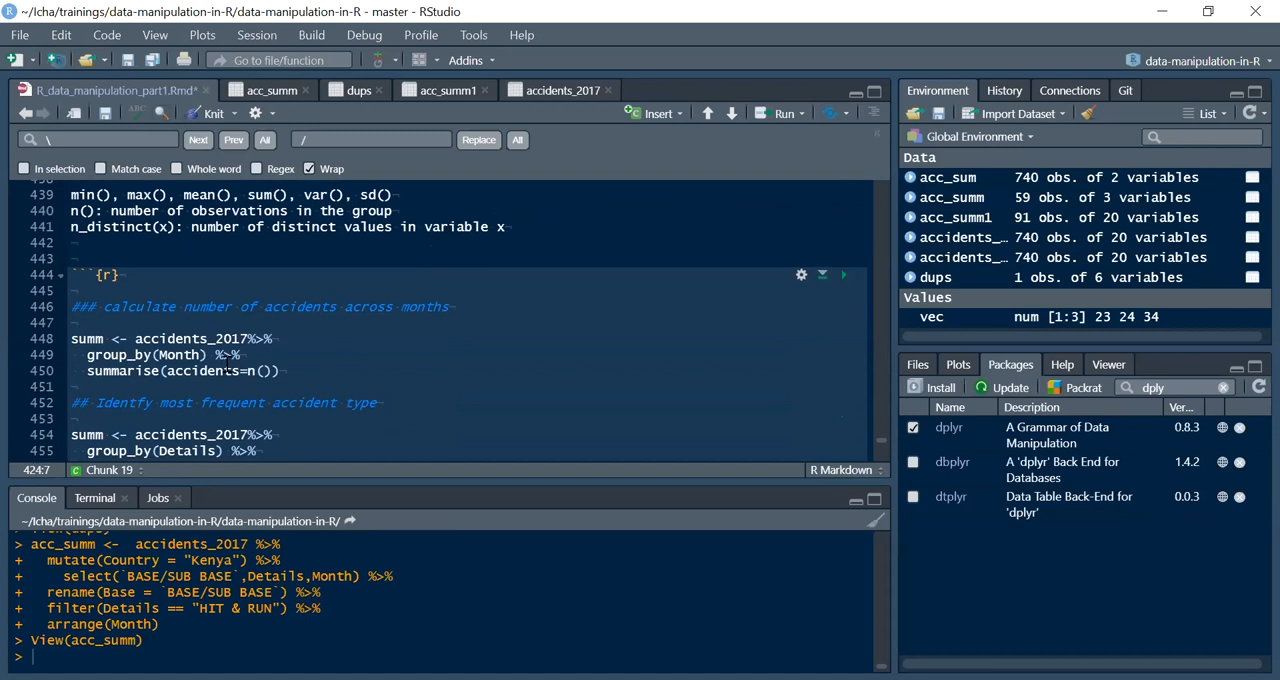 ~/Icha/trainings/data-manipulation-in-R/data-manipulation-in-R - master - RStudio
File Edit Code View Plots Session Build Debug Profile Tools Help
Go to file/function Addins data-manipulation-in-R
R_data_manipulation_part1.Rmd* acc_summ dups acc_summ1 accidents_2017
ABC Knit Insert Run
\ Next Prev All / Replace All
In selection Match case Whole word Regex Wrap
439 min(), max(), mean(), sum(), var(), sd()
440 n(): number of observations in the group
441 n_distinct(x): number of distinct values in variable x
442
443
444 ```{r}
445
446 ### calculate number of accidents across months
447
448 summ <- accidents_2017%>%
449 group_by(Month) %>%
450 summarise(accidents=n())
451
452 ## Identfy most frequent accident type
453
454 summ <- accidents_2017%>%
455 group_by(Details) %>%
424:7 Chunk 19 R Markdown
Console Terminal Jobs
~/Icha/trainings/data-manipulation-in-R/data-manipulation-in-R/
> acc_summ <-  accidents_2017 %>%
+ mutate(Country = "Kenya") %>%
+ select(`BASE/SUB BASE`,Details,Month) %>%
+ rename(Base = `BASE/SUB BASE`) %>%
+ filter(Details == "HIT & RUN") %>%
+ arrange(Month)
> View(acc_summ)
>
Environment History Connections Git
Import Dataset List
Global Environment
Data
acc_sum 740 obs. of 2 variables
acc_summ 59 obs. of 3 variables
acc_summ1 91 obs. of 20 variables
accidents_… 740 obs. of 20 variables
accidents_… 740 obs. of 20 variables
dups 1 obs. of 6 variables
Values
vec num [1:3] 23 24 34
Files Plots Packages Help Viewer
Install Update Packrat dply
Name Description Ver...
dplyr A Grammar of Data Manipulation 0.8.3
dbplyr A 'dplyr' Back End for Databases 1.4.2
dtplyr Data Table Back-End for 'dplyr' 0.0.3